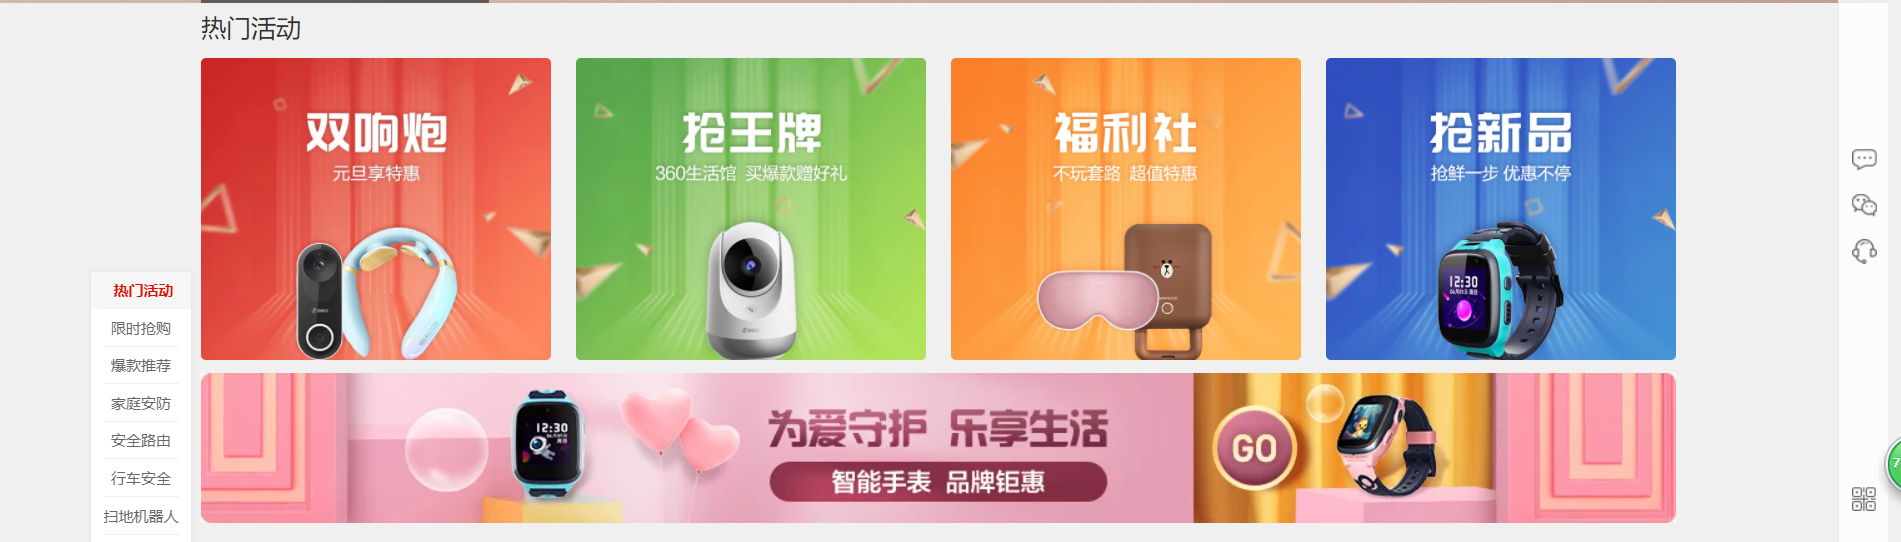 热门活动
双响炮
元旦享特惠
抢王牌
360生活馆 买爆款赠好礼
福利社
不玩套路 超值特惠
抢新品
抢鲜一步 优惠不停
12:30
360
热门活动
限时抢购
爆款推荐
家庭安防
安全路由
行车安全
扫地机器人
12:30
为爱守护 乐享生活
智能手表 品牌钜惠
GO
7